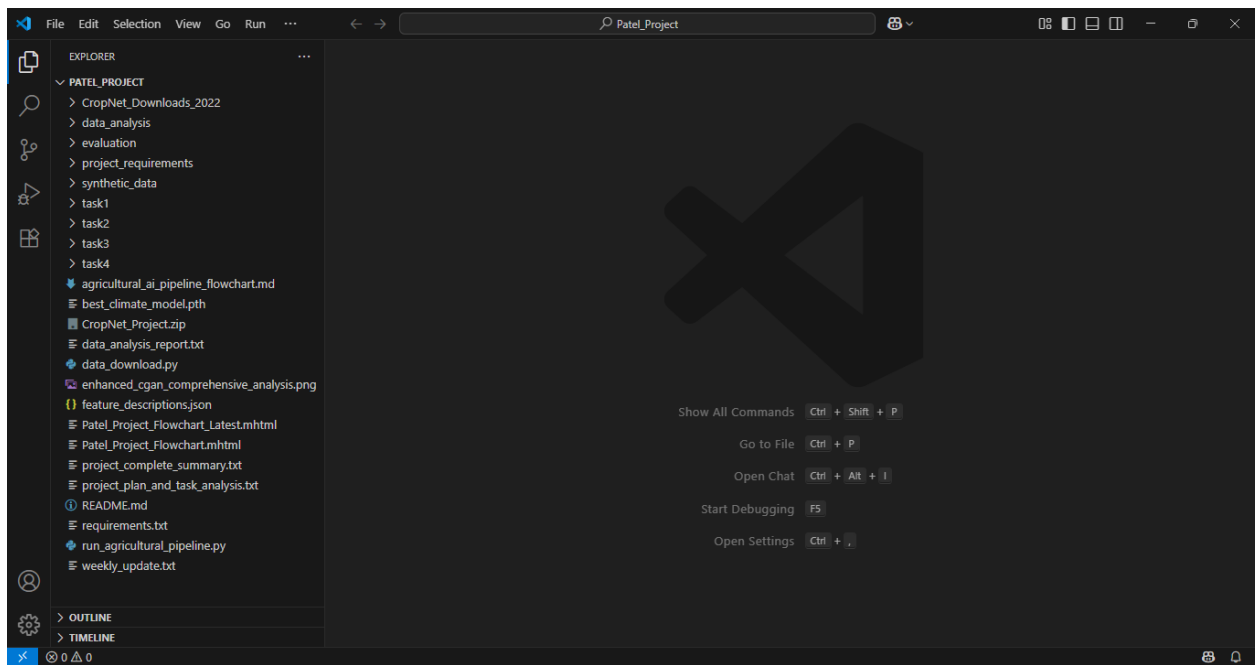 File Edit Selection View Go Run ···
Patel_Project
EXPLORER
PATEL_PROJECT
CropNet_Downloads_2022
data_analysis
evaluation
project_requirements
synthetic_data
task1
task2
task3
task4
agricultural_ai_pipeline_flowchart.md
best_climate_model.pth
CropNet_Project.zip
data_analysis_report.txt
data_download.py
enhanced_cgan_comprehensive_analysis.png
{} feature_descriptions.json
Patel_Project_Flowchart_Latest.mhtml
Patel_Project_Flowchart.mhtml
project_complete_summary.txt
project_plan_and_task_analysis.txt
README.md
requirements.txt
run_agricultural_pipeline.py
weekly_update.txt
OUTLINE
TIMELINE
Show All Commands Ctrl + Shift + P
Go to File Ctrl + P
Open Chat Ctrl + Alt + I
Start Debugging F5
Open Settings Ctrl + ,
0 0